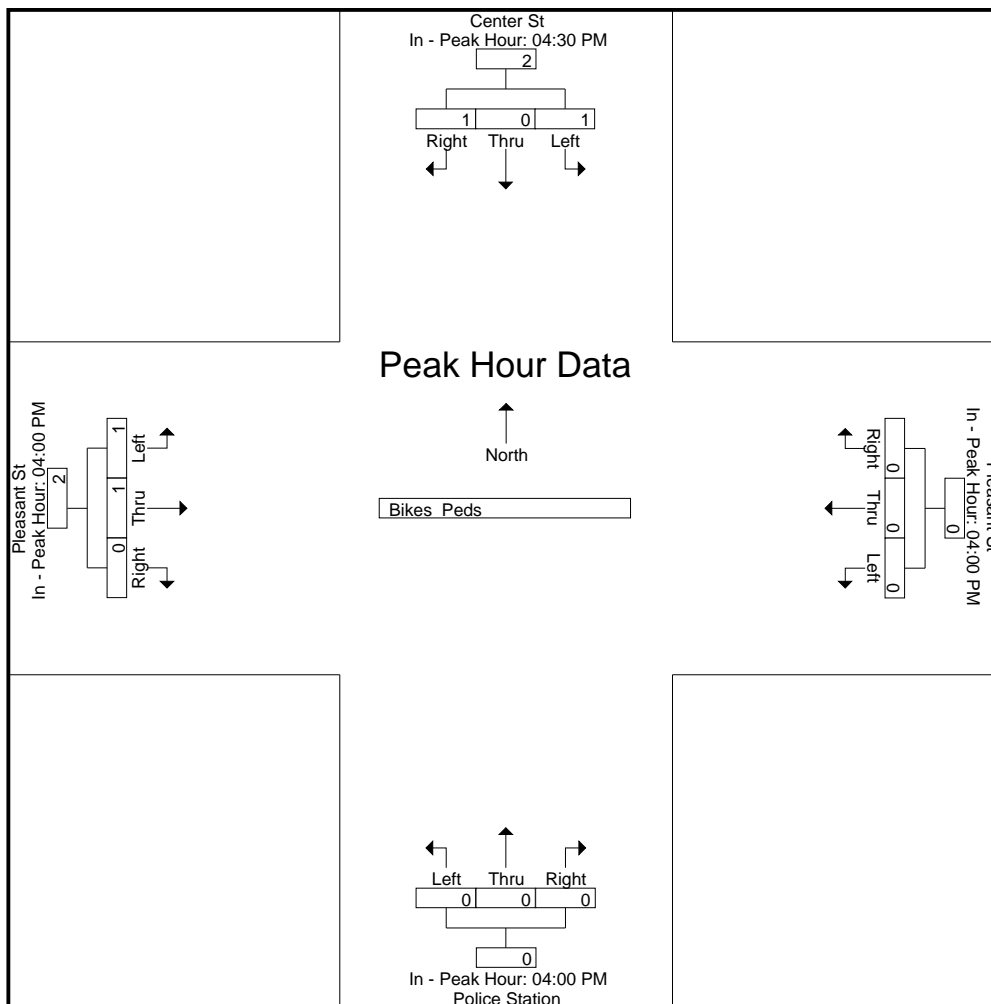 Center St
In - Peak Hour: 04:30 PM
2
1 0 1
Right Thru Left
Peak Hour Data
North
Bikes Peds
Pleasant St
In - Peak Hour: 04:00 PM
2
1 1 0
Left Thru Right
Pleasant St
In - Peak Hour: 04:00 PM
0
0 0 0
Right Thru Left
Left Thru Right
0 0 0
0
In - Peak Hour: 04:00 PM
Police Station